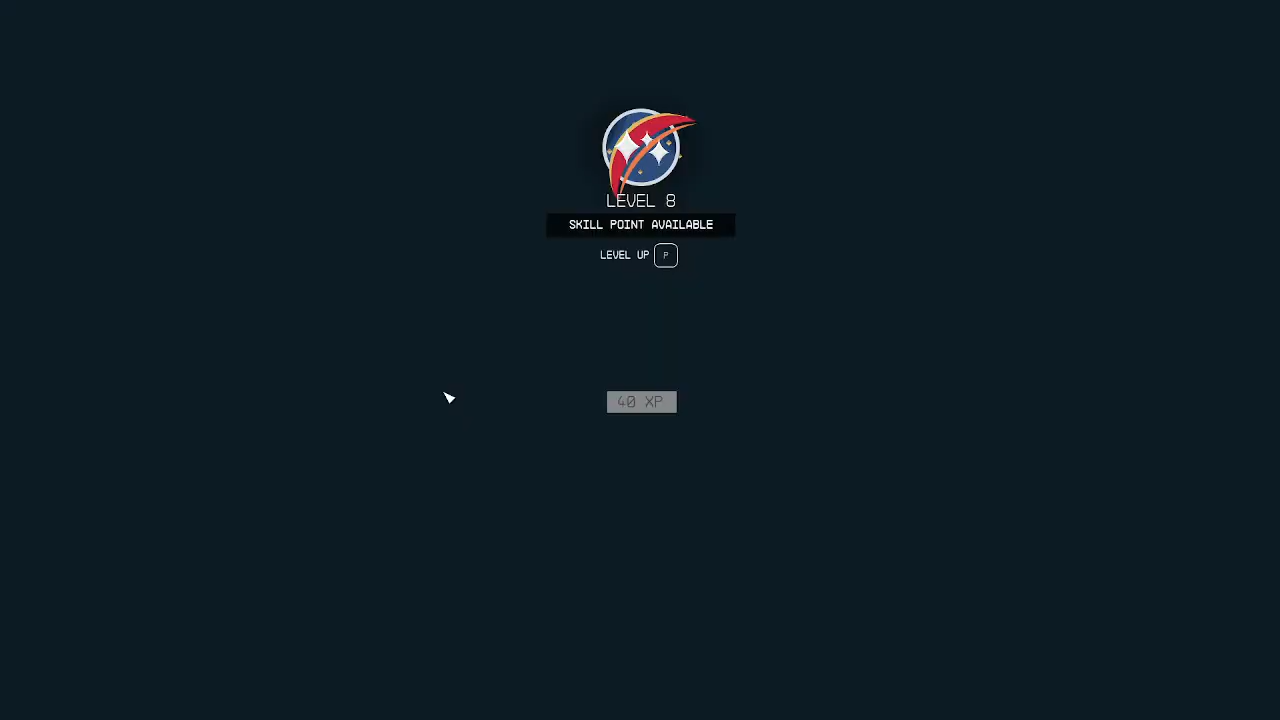 LEVEL 8
SKILL POINT AVAILABLE
LEVEL UP P
40 XP